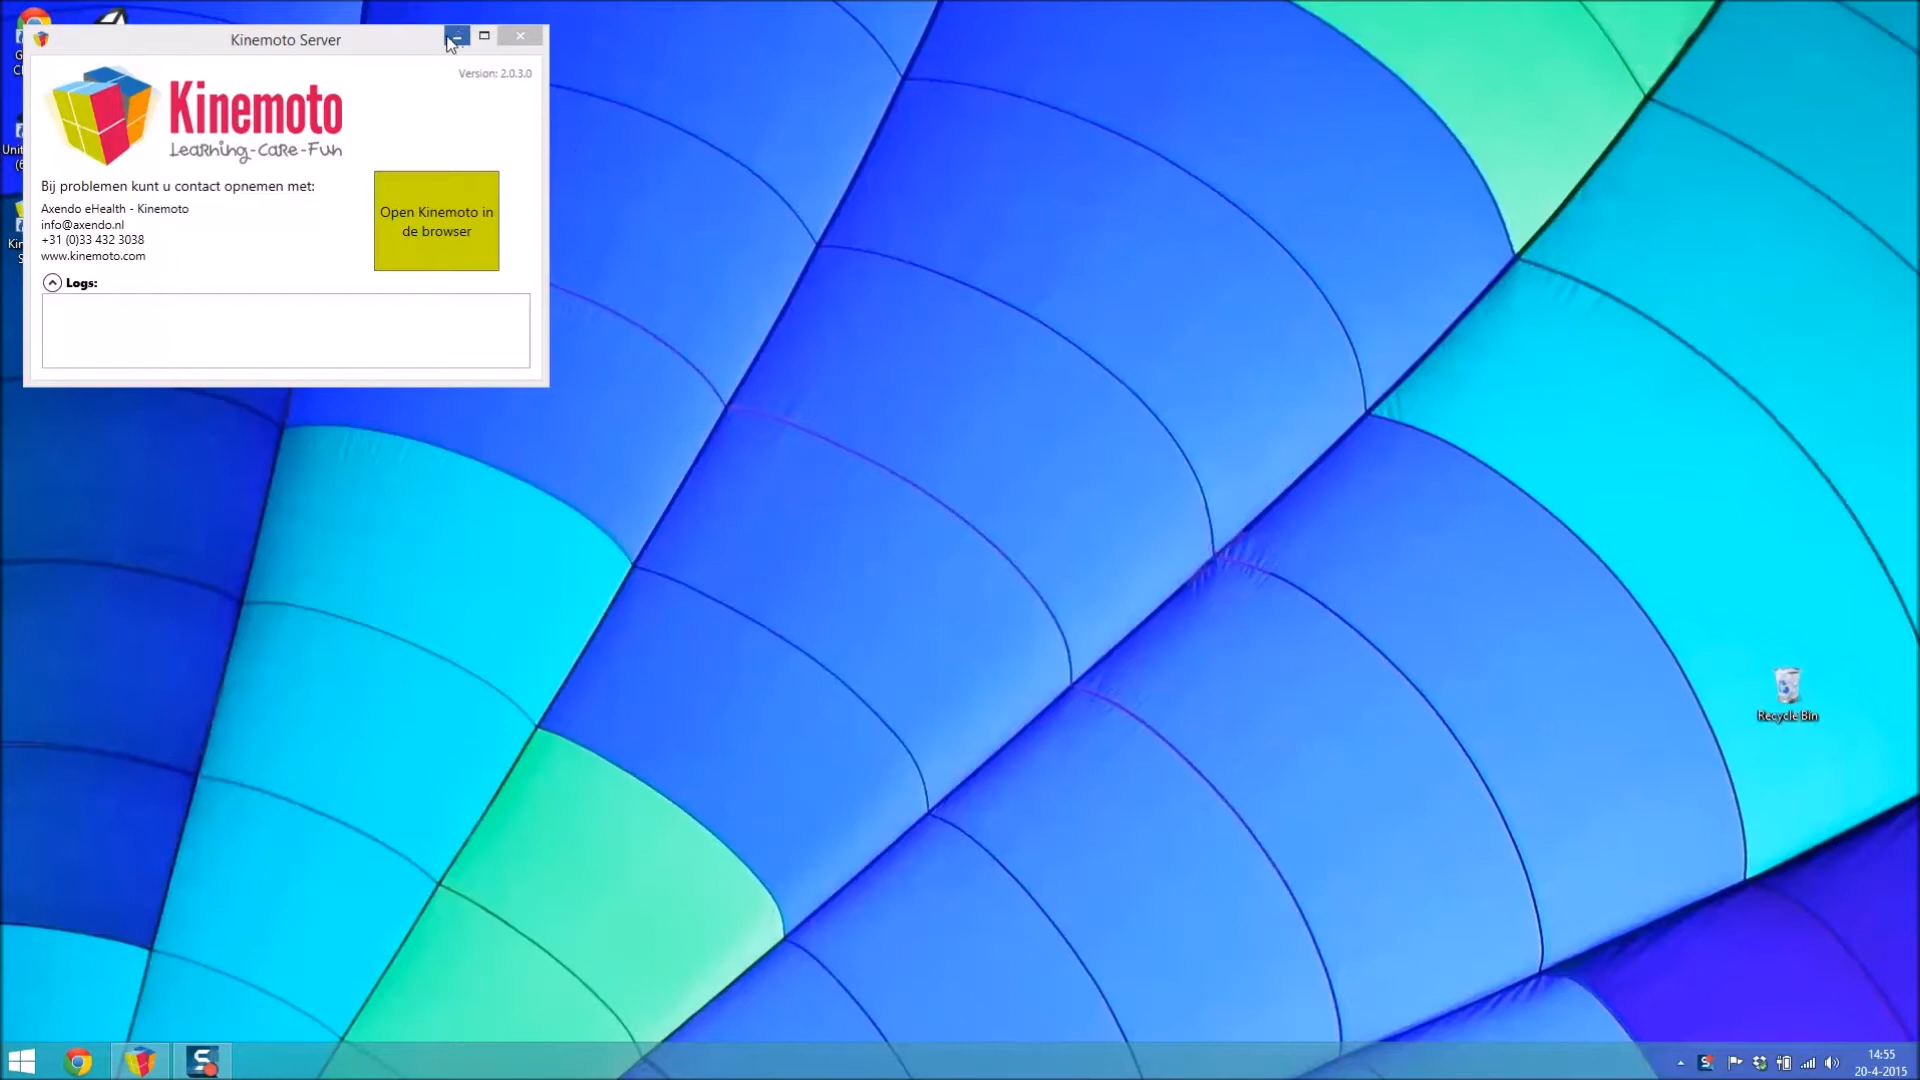 Kinemoto Server
Version: 2.0.3.0
Kinemoto
Learning-Care-Fun
Bij problemen kunt u contact opnemen met:
Axendo eHealth - Kinemoto
info@axendo.nl
+31 (0)33 432 3038
www.kinemoto.com
Open Kinemoto in
de browser
Logs:
Recycle Bin
14:55
20-4-2015